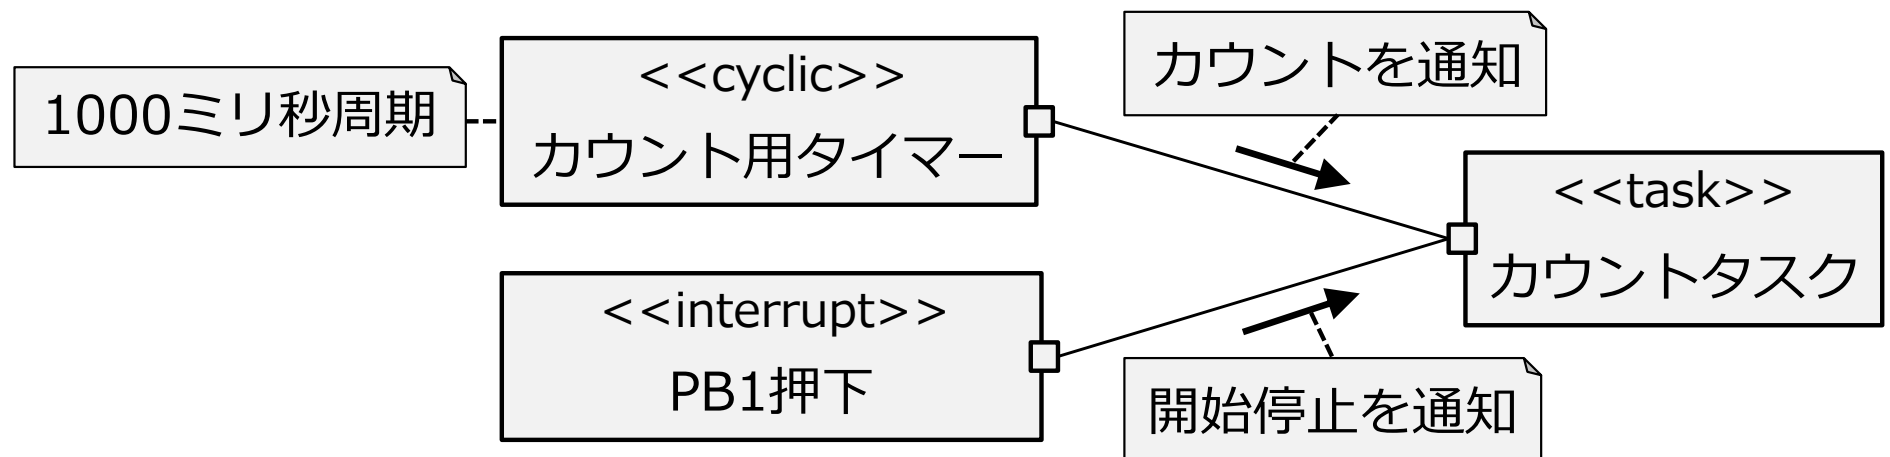 1000ミリ秒周期
<<cyclic>>
カウント用タイマー
カウントを通知
<<task>>
カウントタスク
<<interrupt>>
PB1押下
開始停止を通知